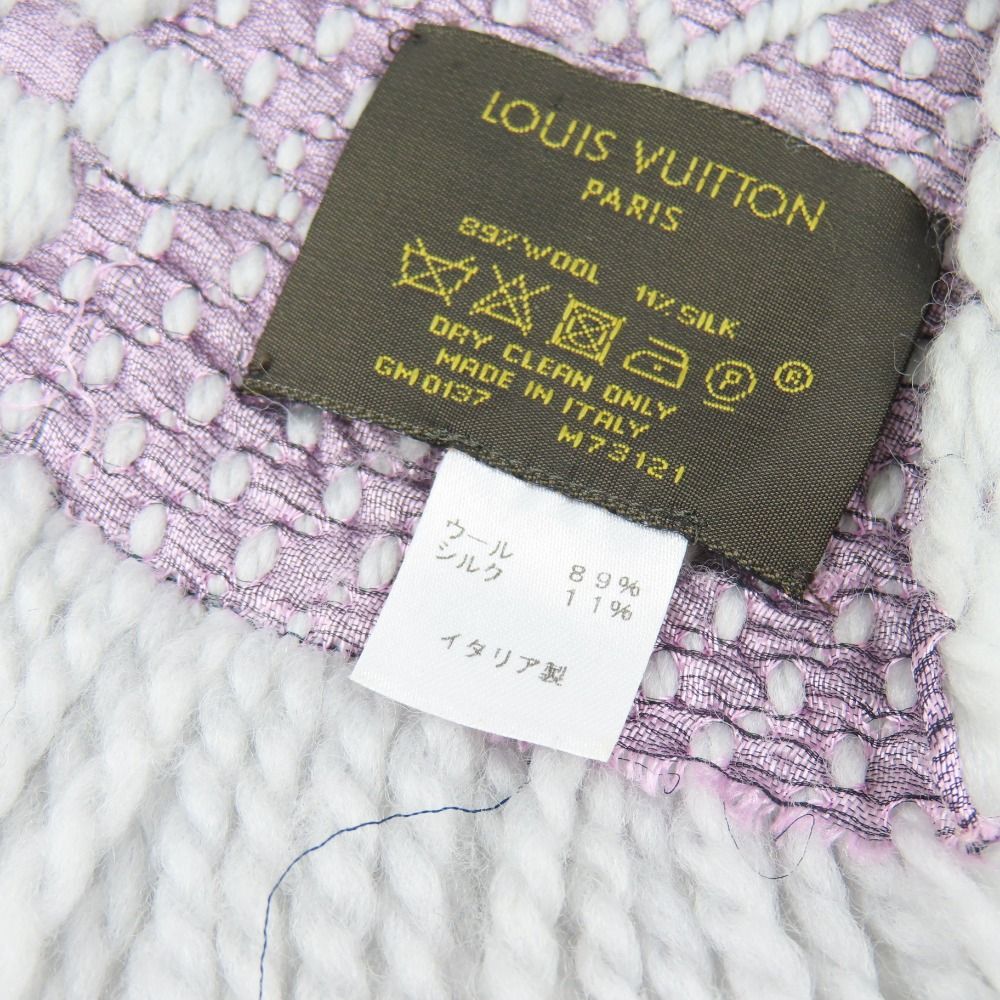 LOUIS VUITTON
PARIS
89% WOOL 11% SILK
P ®
DRY CLEAN ONLY
MADE IN ITALY
GM0137 M73121
ウール 89%
シルク 11%
イタリア製